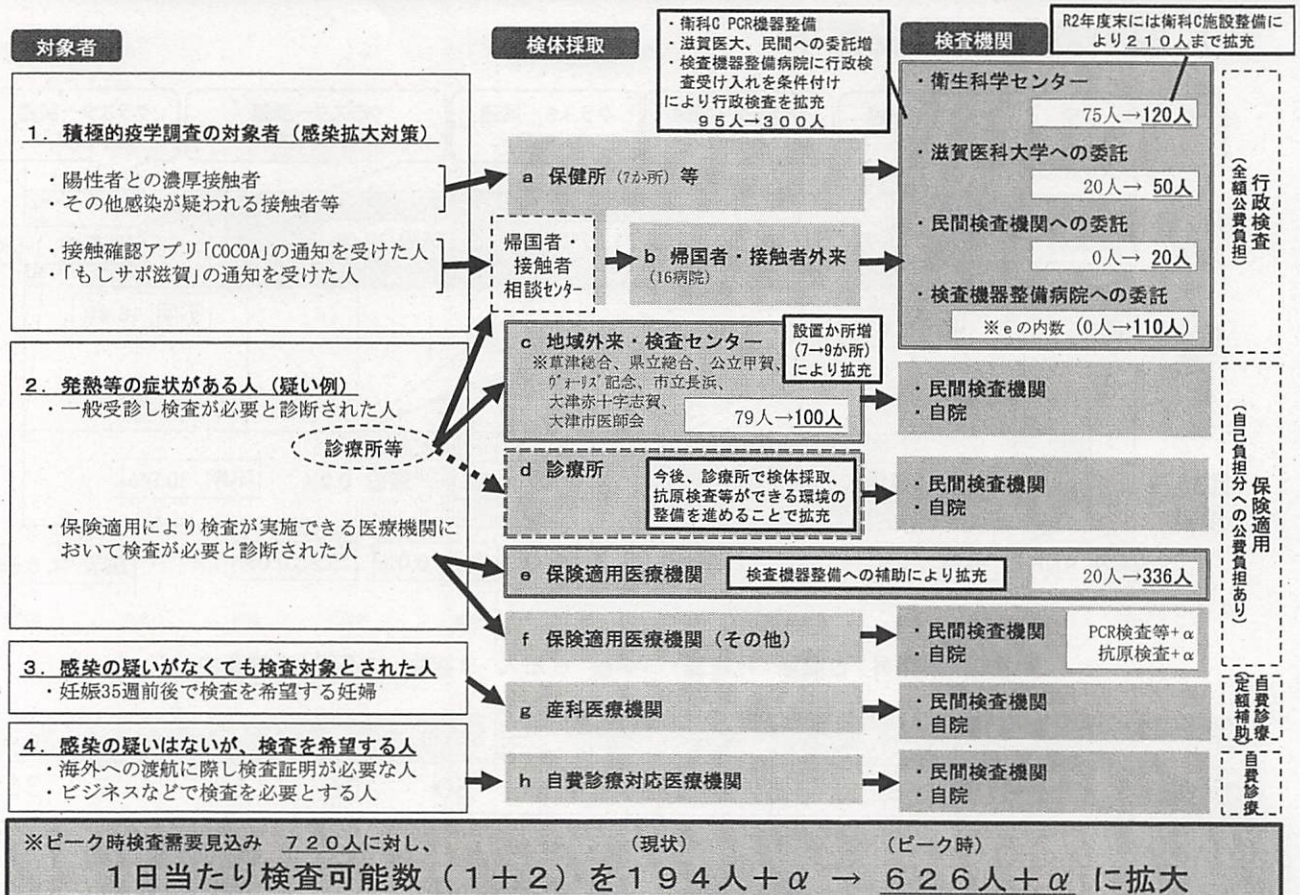 対象者
検体採取
・衛科C PCR機器整備
・滋賀医大、民間への委託増
・検査機器整備病院に行政検
査受け入れを条件付け
により行政検査を拡充
95人→300人
検査機関
R2年度末には衛科C施設整備に
より210人まで拡充
1.積極的疫学調査の対象者(感染拡大対策)
・陽性者との濃厚接触者
・その他感染が疑われる接触者等
・接触確認アプリ「COCOA」の通知を受けた人
・「もしサポ滋賀」の通知を受けた人
a 保健所(7か所)等
帰国者・
接触者
相談センター
b 帰国者・接触者外来
(16病院)
・衛生科学センター
75人→120人
・滋賀医科大学への委託
20人→ 50人
・民間検査機関への委託
0人→ 20人
・検査機器整備病院への委託
※eの内数(0人→110人)
行政検査
(全額公費負担)
2.発熱等の症状がある人(疑い例)
・一般受診し検査が必要と診断された人
診療所等
・保険適用により検査が実施できる医療機関に
おいて検査が必要と診断された人
c 地域外来・検査センター
※草津総合、県立総合、公立甲賀、
ヴォーリズ記念、市立長浜、
大津赤十字志賀、
大津市医師会
設置か所増
(7→9か所)
により拡充
79人→100人
・民間検査機関
・自院
d 診療所
今後、診療所で検体採取、
抗原検査等ができる環境の
整備を進めることで拡充
・民間検査機関
・自院
e 保険適用医療機関
検査機器整備への補助により拡充
20人→336人
f 保険適用医療機関(その他)
・民間検査機関
・自院
PCR検査等+α
抗原検査+α
保険適用
(自己負担分への公費負担あり)
3.感染の疑いがなくても検査対象とされた人
・妊娠35週前後で検査を希望する妊婦
g 産科医療機関
・民間検査機関
・自院
自費診療
(定額補助)
4.感染の疑いはないが、検査を希望する人
・海外への渡航に際し検査証明が必要な人
・ビジネスなどで検査を必要とする人
h 自費診療対応医療機関
・民間検査機関
・自院
自費診療
※ピーク時検査需要見込み 720人に対し、
(現状)
(ピーク時)
1日当たり検査可能数(1+2)を194人+α → 626人+α に拡大